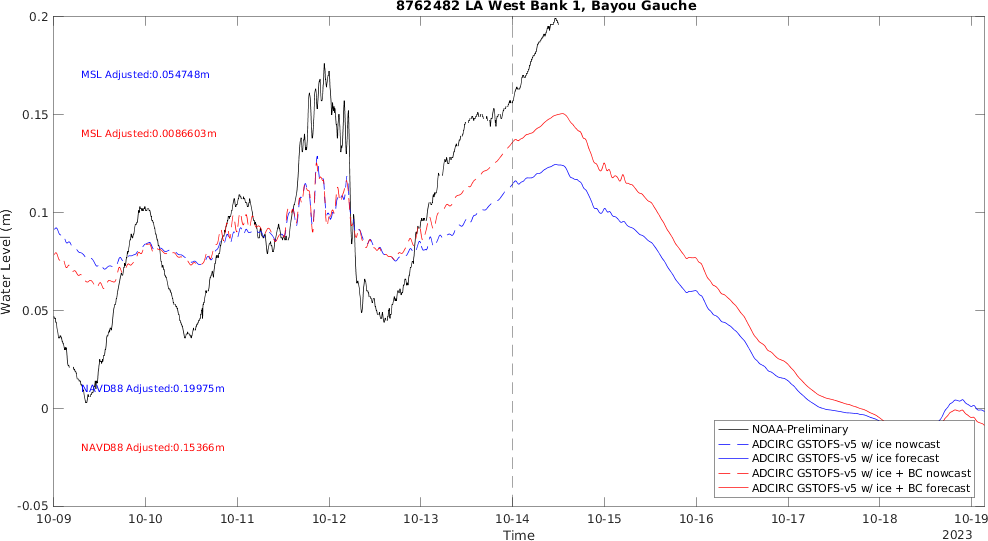 8762482 LA West Bank 1, Bayou Gauche
0.2
0.15
0.1
0.05
0
-0.05
Water Level (m)
MSL Adjusted:0.054748m
MSL Adjusted:0.0086603m
NAVD88 Adjusted:0.19975m
NAVD88 Adjusted:0.15366m
NOAA-Preliminary
ADCIRC GSTOFS-v5 w/ ice nowcast
ADCIRC GSTOFS-v5 w/ ice forecast
ADCIRC GSTOFS-v5 w/ ice + BC nowcast
ADCIRC GSTOFS-v5 w/ ice + BC forecast
10-09 10-10 10-11 10-12 10-13 10-14 10-15 10-16 10-17 10-18 10-19
Time
2023